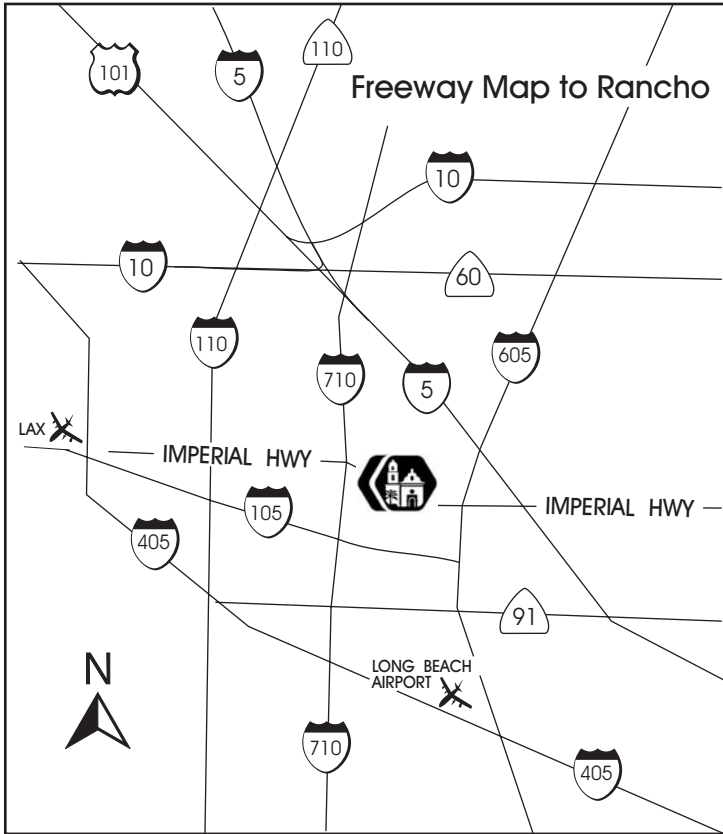 101
5
110
Freeway Map to Rancho
10
10
60
110
710
605
5
LAX
IMPERIAL HWY
105
IMPERIAL HWY
405
91
N
LONG BEACH
AIRPORT
710
405